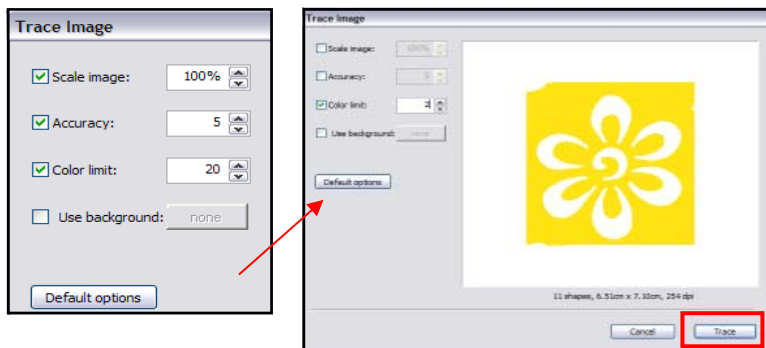 Trace Image
Scale image: 100%
Accuracy: 5
Color limit: 20
Use background: none
Default options
Trace Image
Scale image: 100%
Accuracy: 5
Color limit: 2
Use background: none
Default options
11 shapes, 6.51cm x 7.10cm, 254 dpi
Cancel Trace